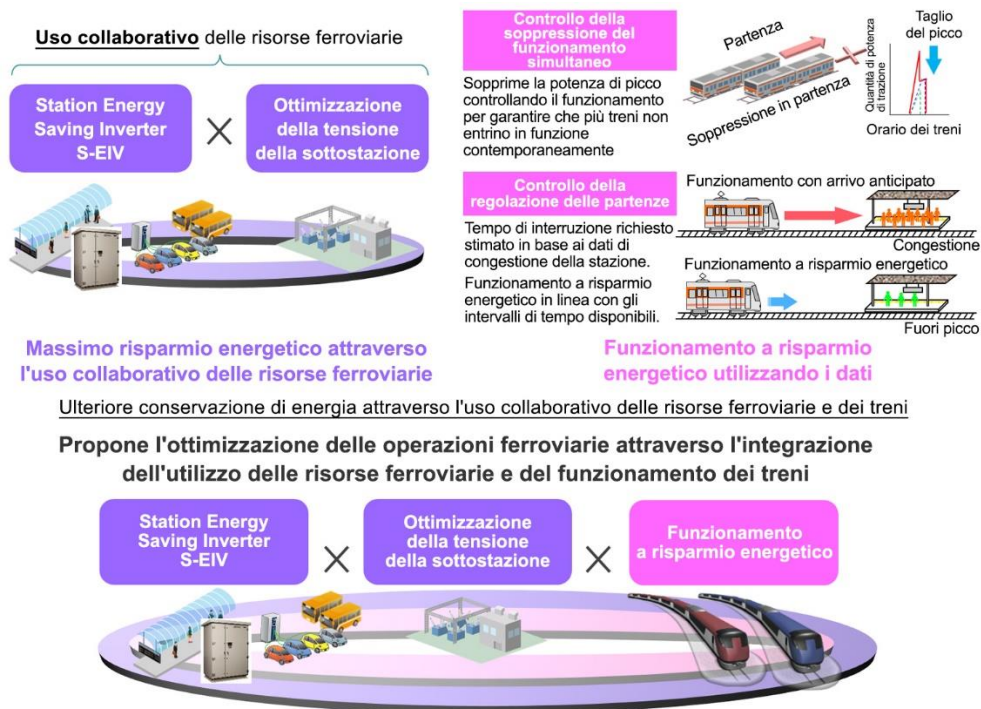 Uso collaborativo delle risorse ferroviarie
Station Energy
Saving Inverter
S-EIV
Ottimizzazione
della tensione
della sottostazione
Massimo risparmio energetico attraverso
l'uso collaborativo delle risorse ferroviarie
Controllo della
soppressione del
funzionamento
simultaneo
Sopprime la potenza di picco
controllando il funzionamento
per garantire che più treni non
entrino in funzione
contemporaneamente
Partenza
Soppressione in partenza
Taglio
del picco
Quantità di potenza
di trazione
Orario dei treni
Controllo della
regolazione delle partenze
Tempo di interruzione richiesto
stimato in base ai dati di
congestione della stazione.
Funzionamento a risparmio
energetico in linea con gli
intervalli di tempo disponibili.
Funzionamento con arrivo anticipato
Congestione
Funzionamento a risparmio energetico
Fuori picco
Funzionamento a risparmio
energetico utilizzando i dati
Ulteriore conservazione di energia attraverso l'uso collaborativo delle risorse ferroviarie e dei treni
Propone l'ottimizzazione delle operazioni ferroviarie attraverso l'integrazione
dell'utilizzo delle risorse ferroviarie e del funzionamento dei treni
Station Energy
Saving Inverter
S-EIV
Ottimizzazione
della tensione
della sottostazione
Funzionamento
a risparmio energetico